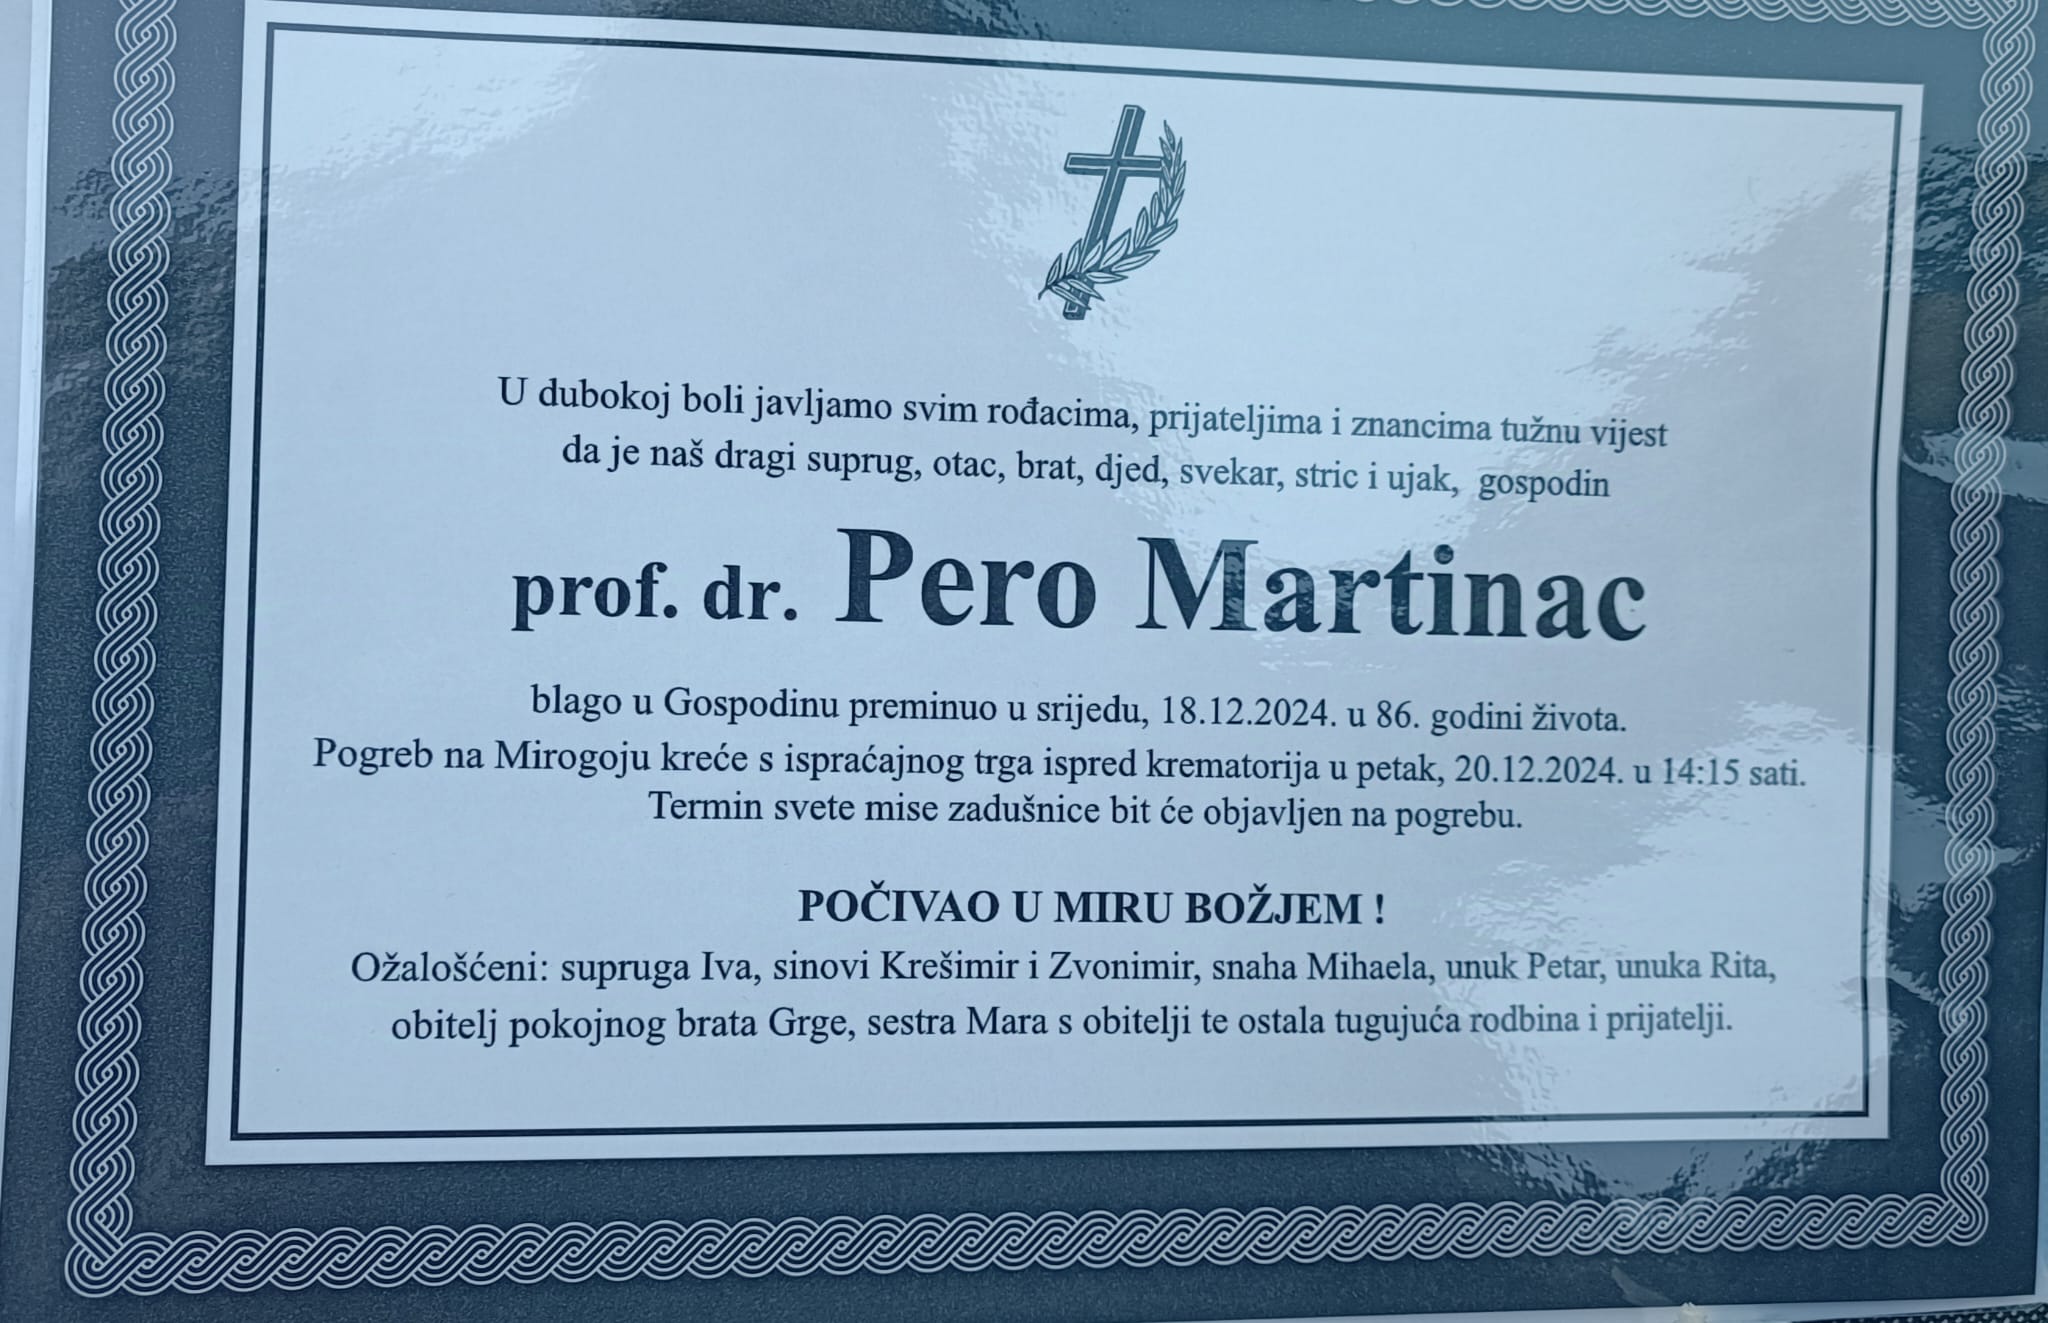 U dubokoj boli javljamo svim rođacima, prijateljima i znancima tužnu vijest
da je naš dragi suprug, otac, brat, djed, svekar, stric i ujak, gospodin
prof. dr. Pero Martinac
blago u Gospodinu preminuo u srijedu, 18.12.2024. u 86. godini života.
Pogreb na Mirogoju kreće s ispraćajnog trga ispred krematorija u petak, 20.12.2024. u 14:15 sati.
Termin svete mise zadušnice bit će objavljen na pogrebu.
POČIVAO U MIRU BOŽJEM !
Ožalošćeni: supruga Iva, sinovi Krešimir i Zvonimir, snaha Mihaela, unuk Petar, unuka Rita,
obitelj pokojnog brata Grge, sestra Mara s obitelji te ostala tugujuća rodbina i prijatelji.